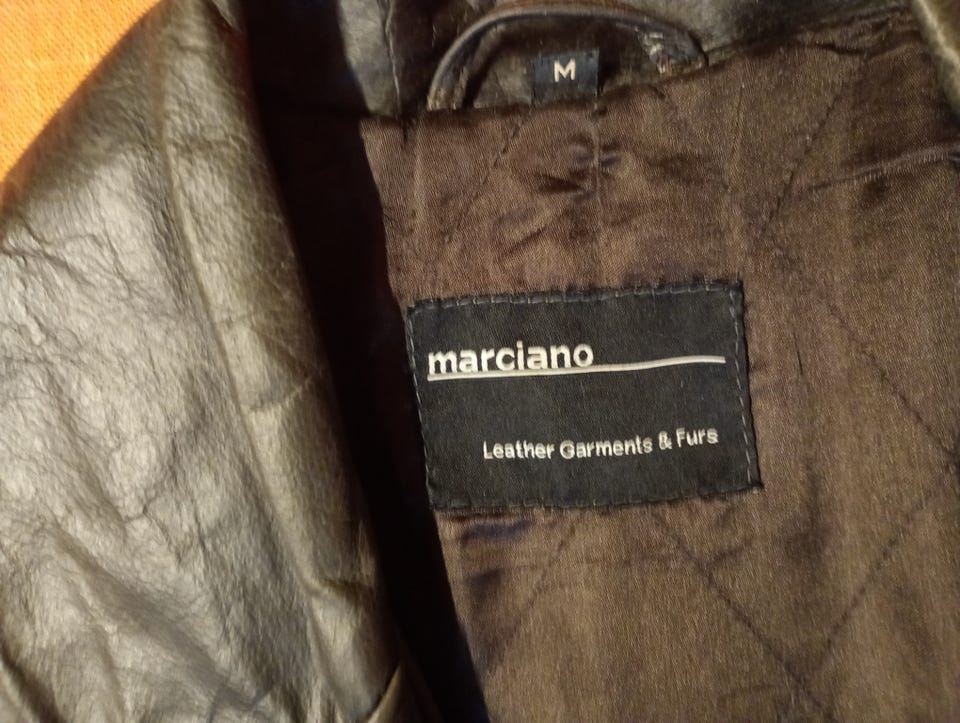 M
marciano
Leather Garments & Furs